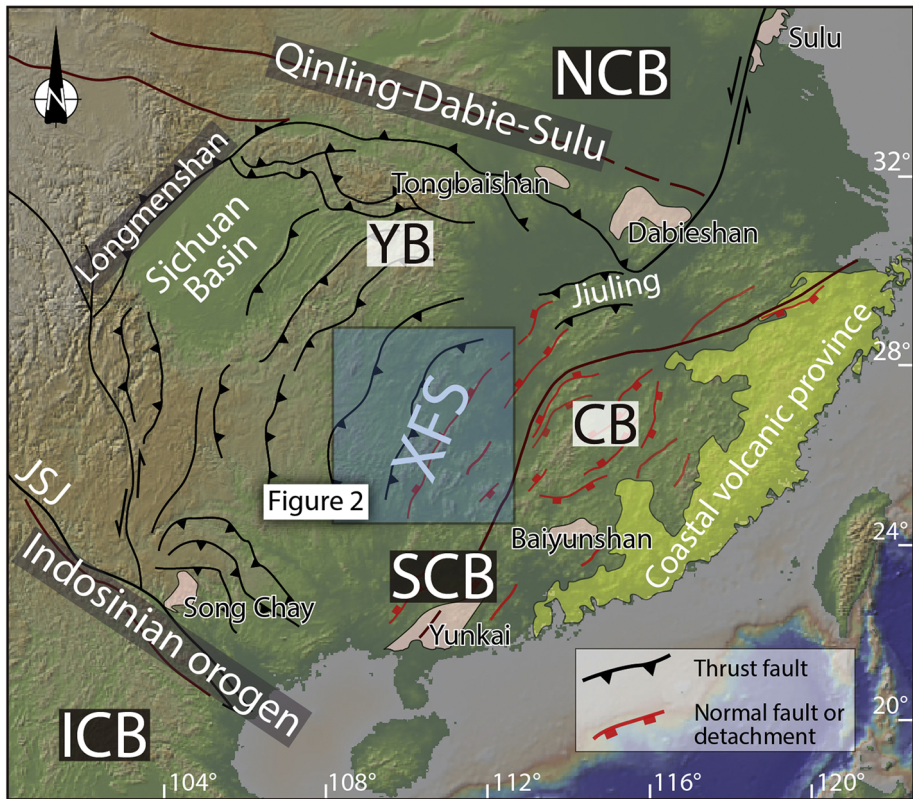 Sulu
NCB
Qinling-Dabie-Sulu
N
32°
Longmenshan
Tongbaishan
Sichuan
Basin
YB
Dabieshan
Jiuling
28°
XFS
CB
Coastal volcanic province
JSJ
Figure 2
Baiyunshan
24°
Indosinian orogen
SCB
Song Chay
Yunkai
Thrust fault
Normal fault or
detachment
20°
ICB
104°
108°
112°
116°
120°